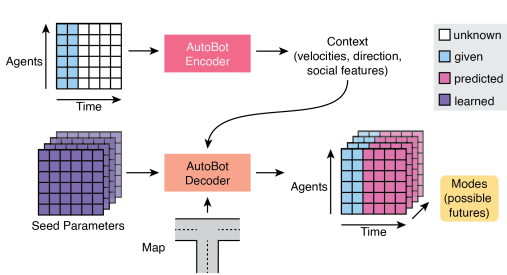 Agents
Time
AutoBot
Encoder
Context
(velocities, direction,
social features)
unknown
given
predicted
learned
Seed Parameters
AutoBot
Decoder
Map
Agents
Time
Modes
(possible
futures)